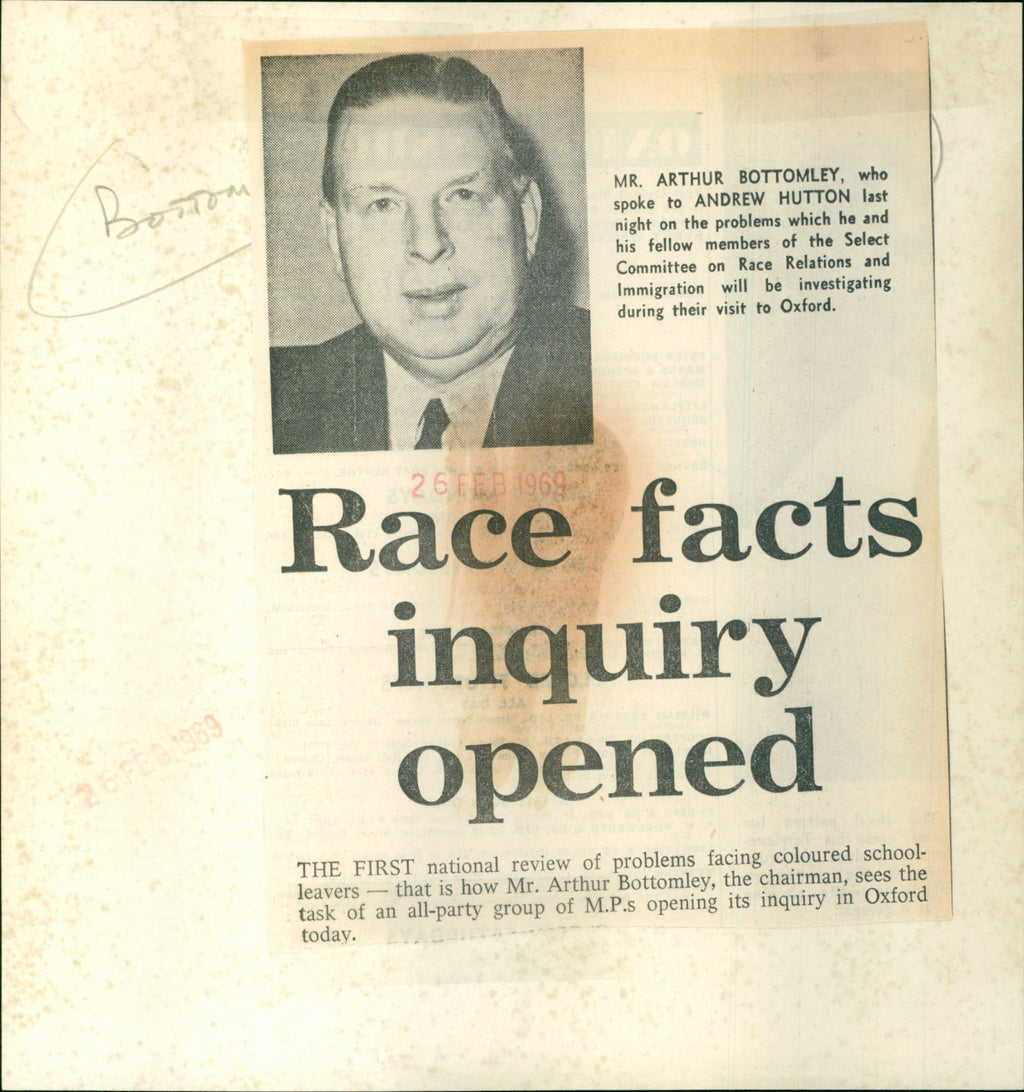 Bottom
MR. ARTHUR BOTTOMLEY, who
spoke to ANDREW HUTTON last
night on the problems which he and
his fellow members of the Select
Committee on Race Relations and
Immigration will be investigating
during their visit to Oxford.
26 FEB 1969
Race facts
inquiry
opened
26 FEB 1969
THE FIRST national review of problems facing coloured school-
leavers — that is how Mr. Arthur Bottomley, the chairman, sees the
task of an all-party group of M.P.s opening its inquiry in Oxford
today.